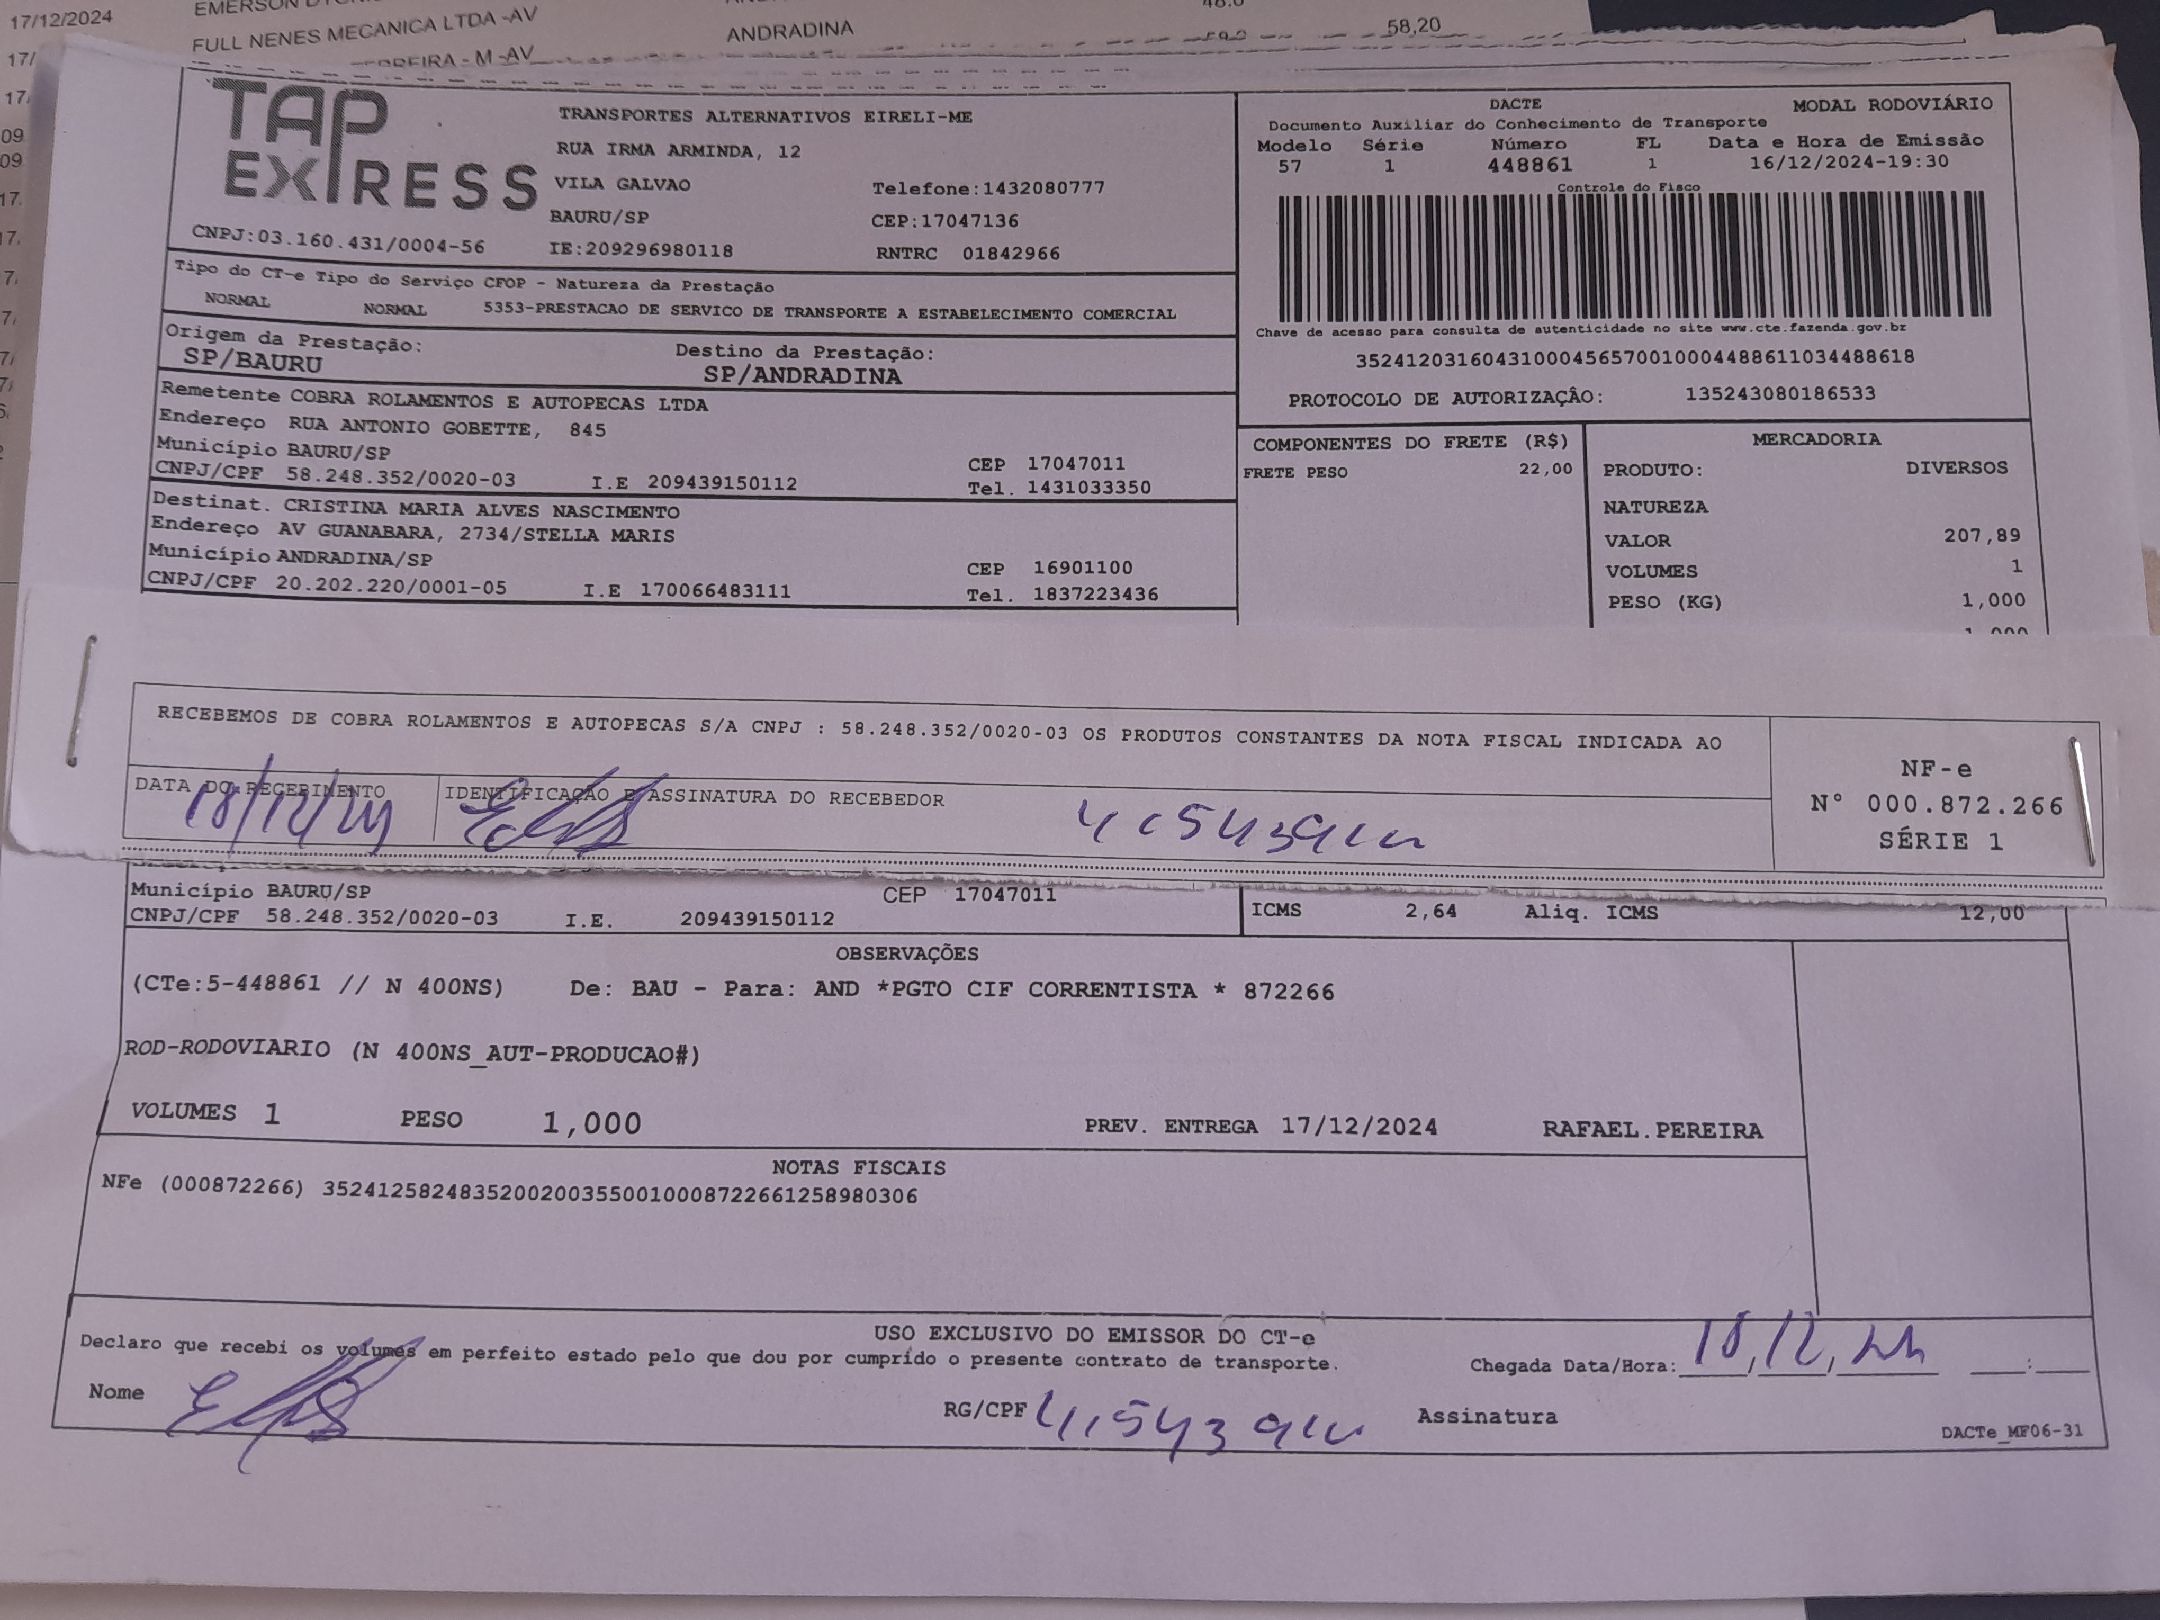 17/12/2024
FULL NENES MECANICA LTDA -AV
ANDRADINA
58,20
TAP EXPRESS
CNPJ:03.160.431/0004-56
TRANSPORTES ALTERNATIVOS EIRELI-ME
RUA IRMA ARMINDA, 12
VILA GALVAO Telefone:1432080777
BAURU/SP CEP:17047136
IE:209296980118 RNTRC 01842966
DACTE MODAL RODOVIÁRIO
Documento Auxiliar do Conhecimento de Transporte
Modelo Série Número FL Data e Hora de Emissão
57 1 448861 1 16/12/2024-19:30
Controle do Fisco
Chave de acesso para consulta de autenticidade no site www.cte.fazenda.gov.br
35241203160431000456570010004488611034488618
PROTOCOLO DE AUTORIZAÇÂO: 135243080186533
Tipo do CT-e Tipo do Serviço CFOP - Natureza da Prestação
NORMAL NORMAL 5353-PRESTACAO DE SERVICO DE TRANSPORTE A ESTABELECIMENTO COMERCIAL
Origem da Prestação: Destino da Prestação:
SP/BAURU SP/ANDRADINA
Remetente COBRA ROLAMENTOS E AUTOPECAS LTDA
Endereço RUA ANTONIO GOBETTE, 845
Município BAURU/SP CEP 17047011
CNPJ/CPF 58.248.352/0020-03 I.E 209439150112 Tel. 1431033350
Destinat. CRISTINA MARIA ALVES NASCIMENTO
Endereço AV GUANABARA, 2734/STELLA MARIS
Município ANDRADINA/SP CEP 16901100
CNPJ/CPF 20.202.220/0001-05 I.E 170066483111 Tel. 1837223436
COMPONENTES DO FRETE (R$)
FRETE PESO 22,00
MERCADORIA
PRODUTO: DIVERSOS
NATUREZA
VALOR 207,89
VOLUMES 1
PESO (KG) 1,000
RECEBEMOS DE COBRA ROLAMENTOS E AUTOPECAS S/A CNPJ : 58.248.352/0020-03 OS PRODUTOS CONSTANTES DA NOTA FISCAL INDICADA AO
DATA DO RECEBIMENTO IDENTIFICAÇÃO E ASSINATURA DO RECEBEDOR
18/12/24
NF-e
N° 000.872.266
SÉRIE 1
Município BAURU/SP CEP 17047011
CNPJ/CPF 58.248.352/0020-03 I.E. 209439150112
ICMS 2,64 Aliq. ICMS 12,00
OBSERVAÇÕES
(CTe:5-448861 // N 400NS) De: BAU - Para: AND *PGTO CIF CORRENTISTA * 872266
ROD-RODOVIARIO (N 400NS_AUT-PRODUCAO#)
VOLUMES 1 PESO 1,000 PREV. ENTREGA 17/12/2024 RAFAEL.PEREIRA
NOTAS FISCAIS
NFe (000872266) 35241258248352002003550010008722661258980306
USO EXCLUSIVO DO EMISSOR DO CT-e
Declaro que recebi os volumes em perfeito estado pelo que dou por cumprido o presente contrato de transporte.
Chegada Data/Hora: 18/12/24 :
Nome RG/CPF Assinatura
DACTe_MF06-31